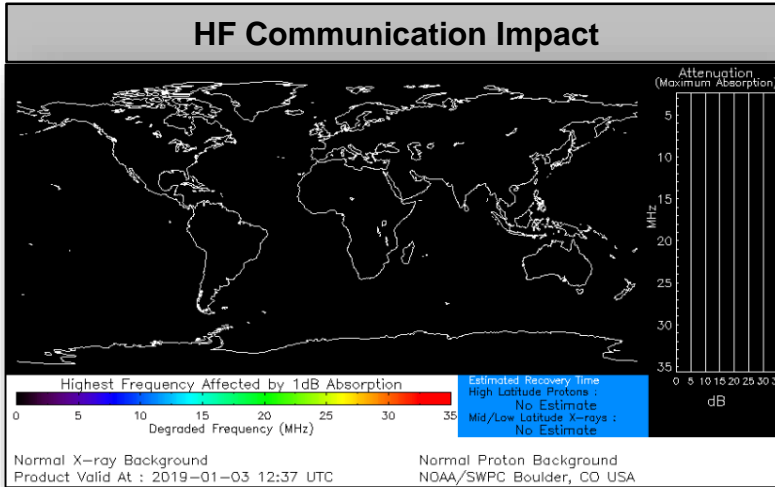 HF Communication Impact
Attenuation
(Maximum Absorption)
5
10
15
20
25
30
35
MHz
0 5 10 15 20 25 30
dB
Highest Frequency Affected by 1dB Absorption
0 5 10 15 20 25 30 35
Degraded Frequency (MHz)
Estimated Recovery Time
High Latitude Protons :
No Estimate
Mid/Low Latitude X-rays :
No Estimate
Normal X-ray Background
Product Valid At : 2019-01-03 12:37 UTC
Normal Proton Background
NOAA/SWPC Boulder, CO USA